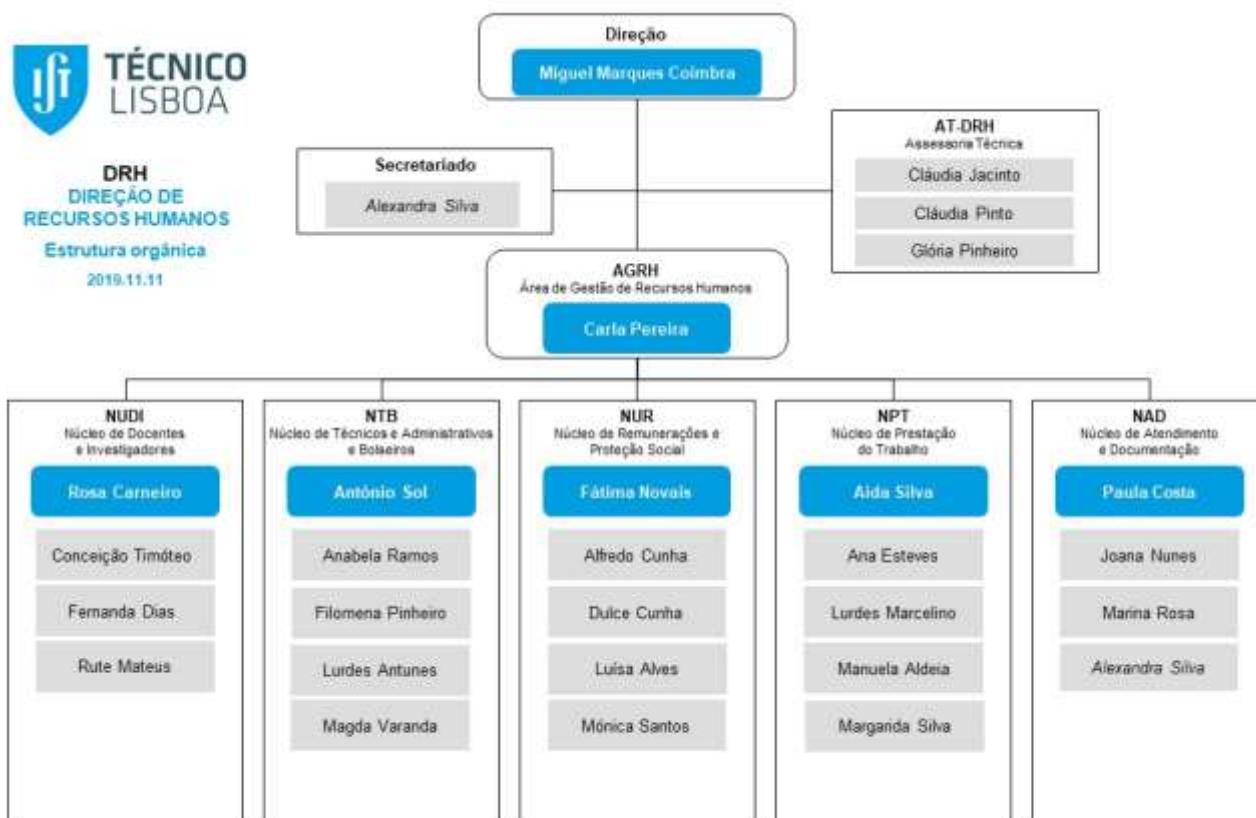 TÉCNICO
LISBOA
DRH
DIREÇÃO DE
RECURSOS HUMANOS
Estrutura orgânica
2019.11.11
Direção
Miguel Marques Coimbra
Secretariado
Alexandra Silva
AT-DRH
Assessoria Técnica
Cláudia Jacinto
Cláudia Pinto
Glória Pinheiro
AGRH
Área de Gestão de Recursos Humanos
Carla Pereira
NUDI
Núcleo de Docentes
e Investigadores
Rosa Carneiro
Conceição Timóteo
Fernanda Dias
Rute Mateus
NTB
Núcleo de Técnicos e Administrativos
e Bolseiros
António Sol
Anabela Ramos
Filomena Pinheiro
Lurdes Antunes
Magda Varanda
NUR
Núcleo de Remunerações e
Proteção Social
Fátima Novais
Alfredo Cunha
Dulce Cunha
Luísa Alves
Mónica Santos
NPT
Núcleo de Prestação
do Trabalho
Aida Silva
Ana Esteves
Lurdes Marcelino
Manuela Aldeia
Margarida Silva
NAD
Núcleo de Atendimento
e Documentação
Paula Costa
Joana Nunes
Marina Rosa
Alexandra Silva